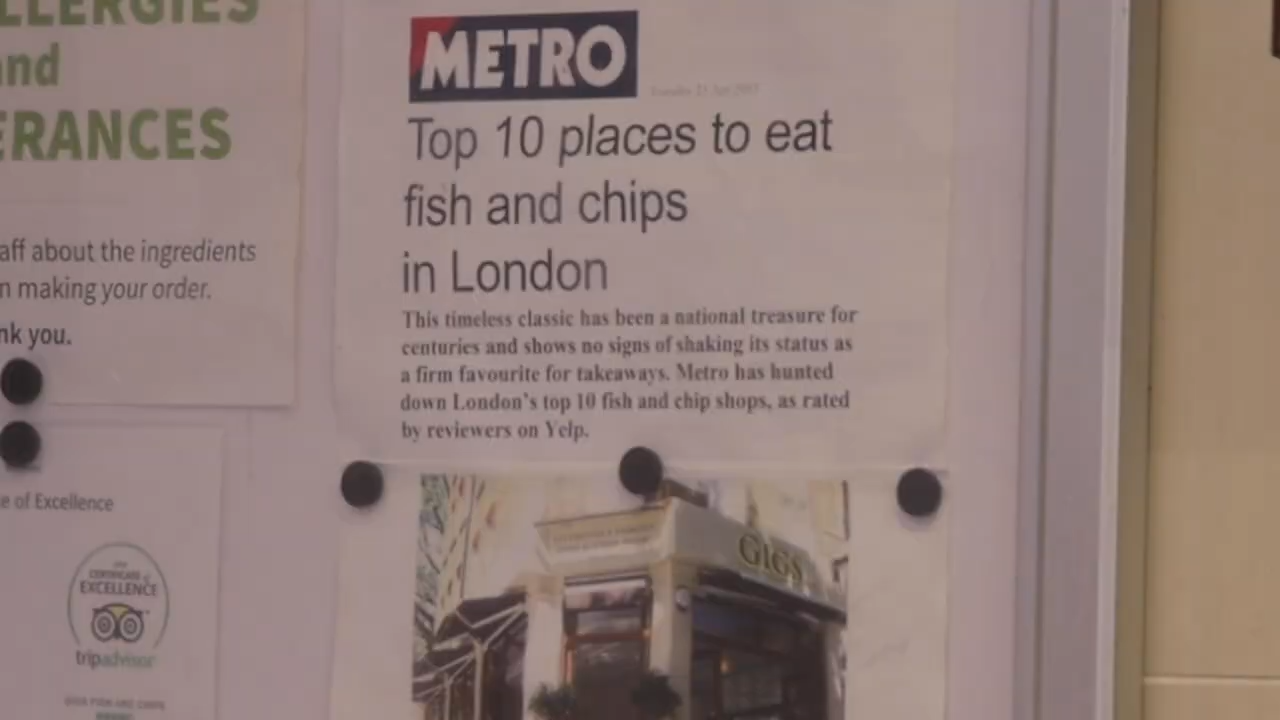 LLERGIES
and
ERANCES
aff about the ingredients
n making your order.
nk you.
e of Excellence
CERTIFICATE of
EXCELLENCE
tripadvisor
METRO
Top 10 places to eat
fish and chips
in London
This timeless classic has been a national treasure for
centuries and shows no signs of shaking its status as
a firm favourite for takeaways. Metro has hunted
down London's top 10 fish and chip shops, as rated
by reviewers on Yelp.
GIGS